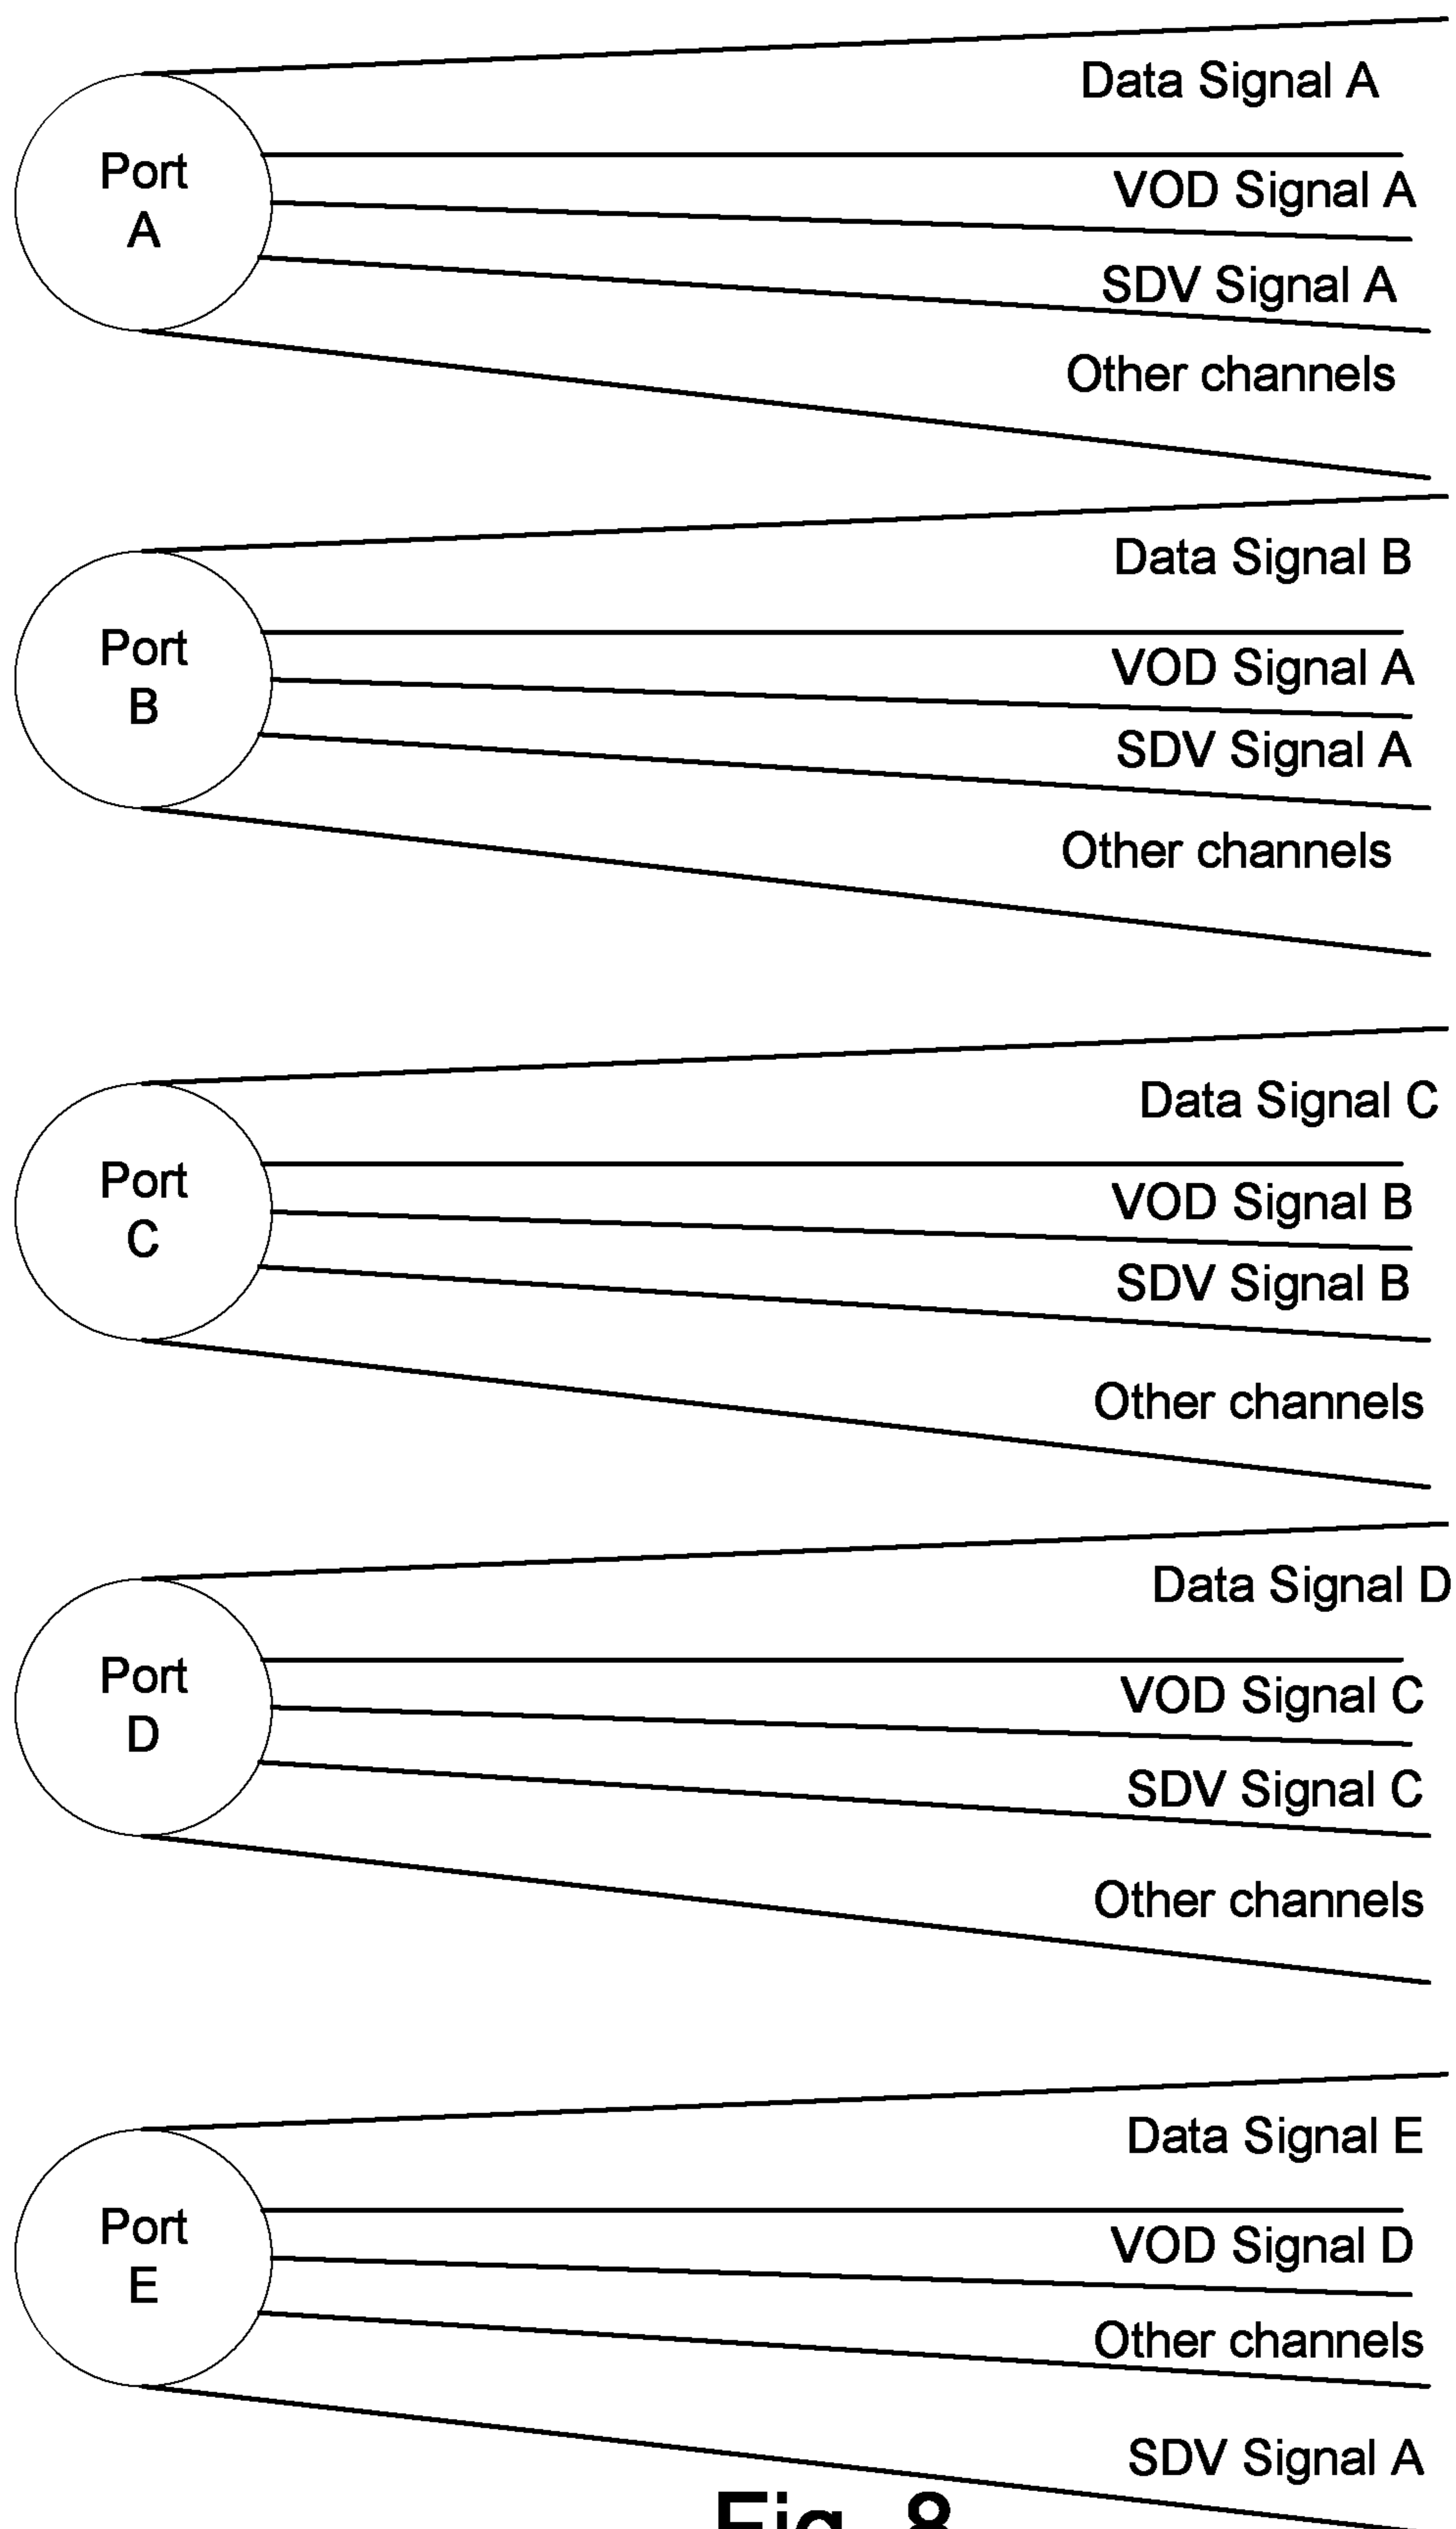 Data Signal A
Port
A
VOD Signal A
SDV Signal A
Other channels
Data Signal B
Port
B
VOD Signal A
SDV Signal A
Other channels
Data Signal C
Port
C
VOD Signal B
SDV Signal B
Other channels
Data Signal D
Port
D
VOD Signal C
SDV Signal C
Other channels
Data Signal E
Port
E
VOD Signal D
Other channels
SDV Signal A
Fig. 8